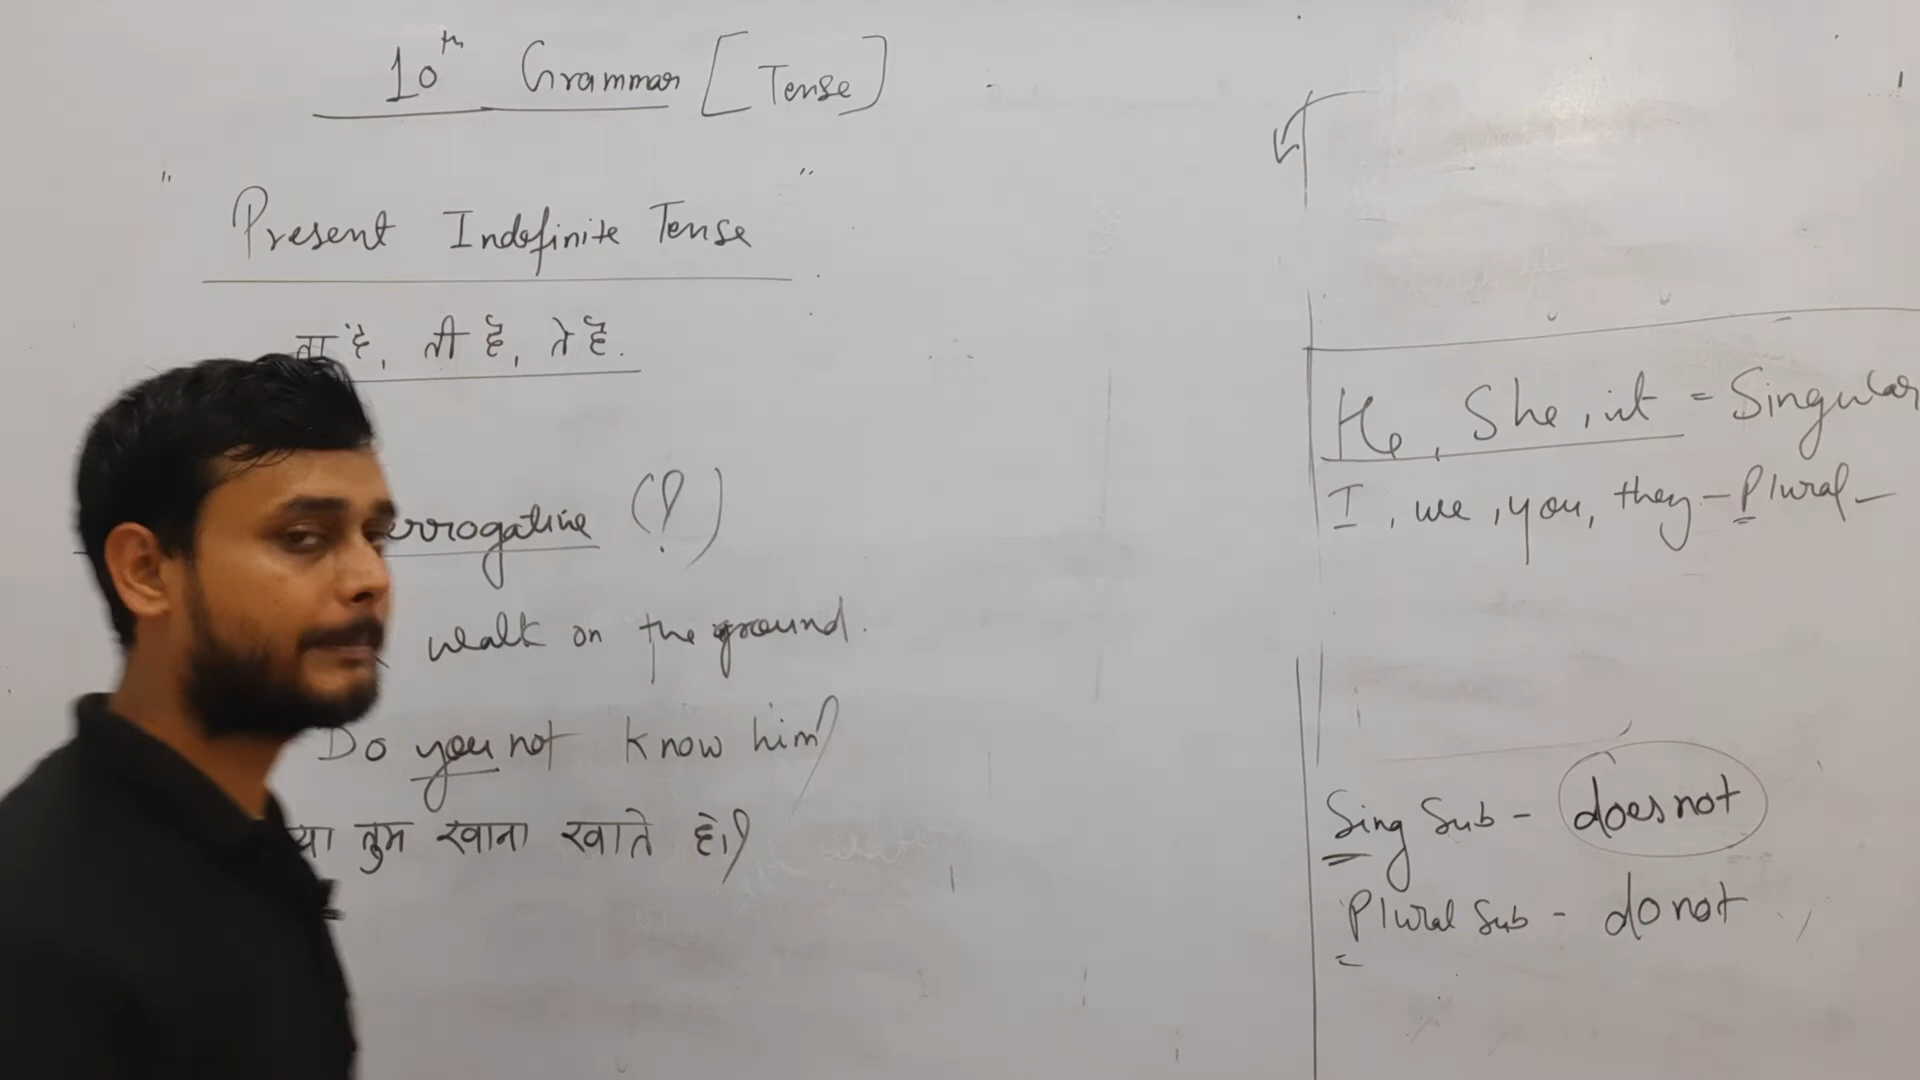 10th Grammar [Tense]
" Present Indefinite Tense "
ता है, ती है, ते हैं.
errogative (?)
walk on the ground.
Do you not know him?
या तुम खाना खाते हो?
He, She, it = Singular
I, we, you, they - Plural -
Sing Sub - does not
Plural Sub - do not